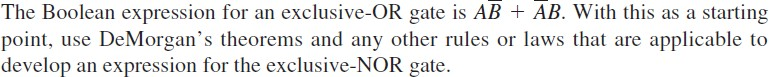 The Boolean expression for an exclusive-OR gate is AB̅ + A̅B. With this as a starting
point, use DeMorgan’s theorems and any other rules or laws that are applicable to
develop an expression for the exclusive-NOR gate.